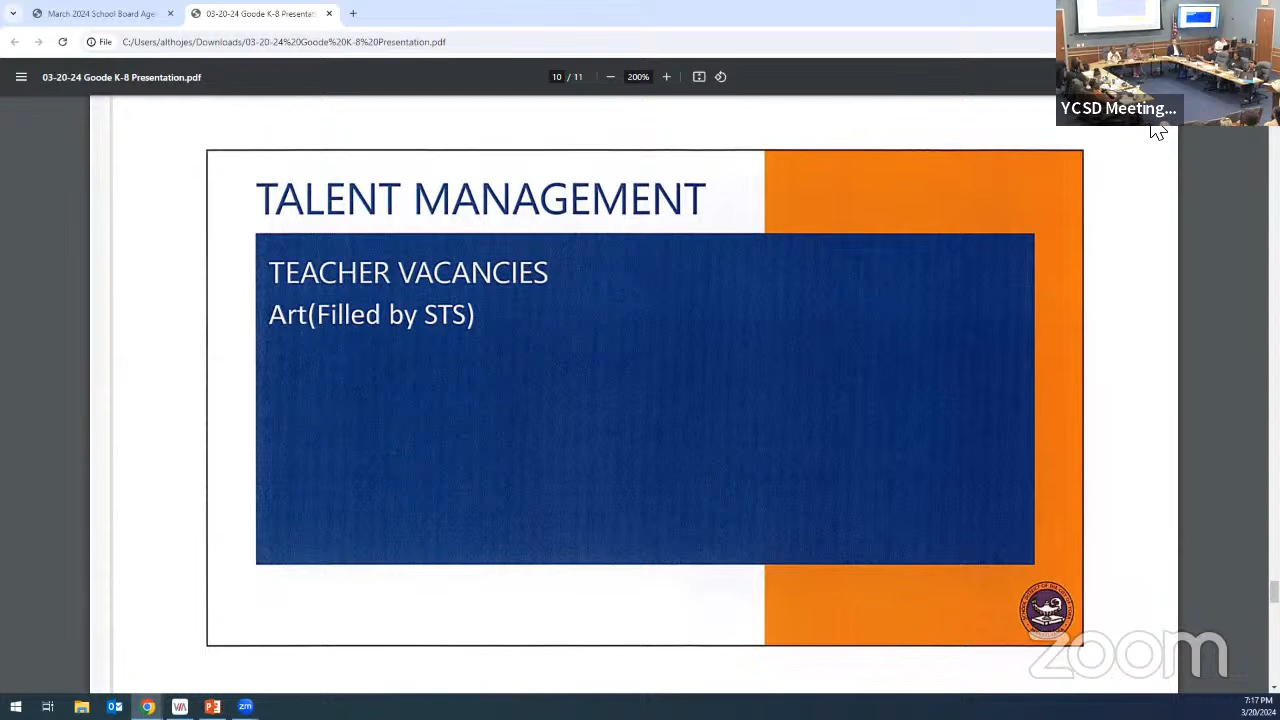 March 2024 School Board Age
03-20-24 Goode K-8 Presentat
File
C:/Users/althojes/Downloads/03-20-24%20Goode%20K-8%20Presentation.pdf
03-20-24 Goode K-8 Presentation.pdf
10 / 11
200%
YCSD Meeting...
TALENT MANAGEMENT
TEACHER VACANCIES
Art(Filled by STS)
zoom
7:17 PM
3/20/2024